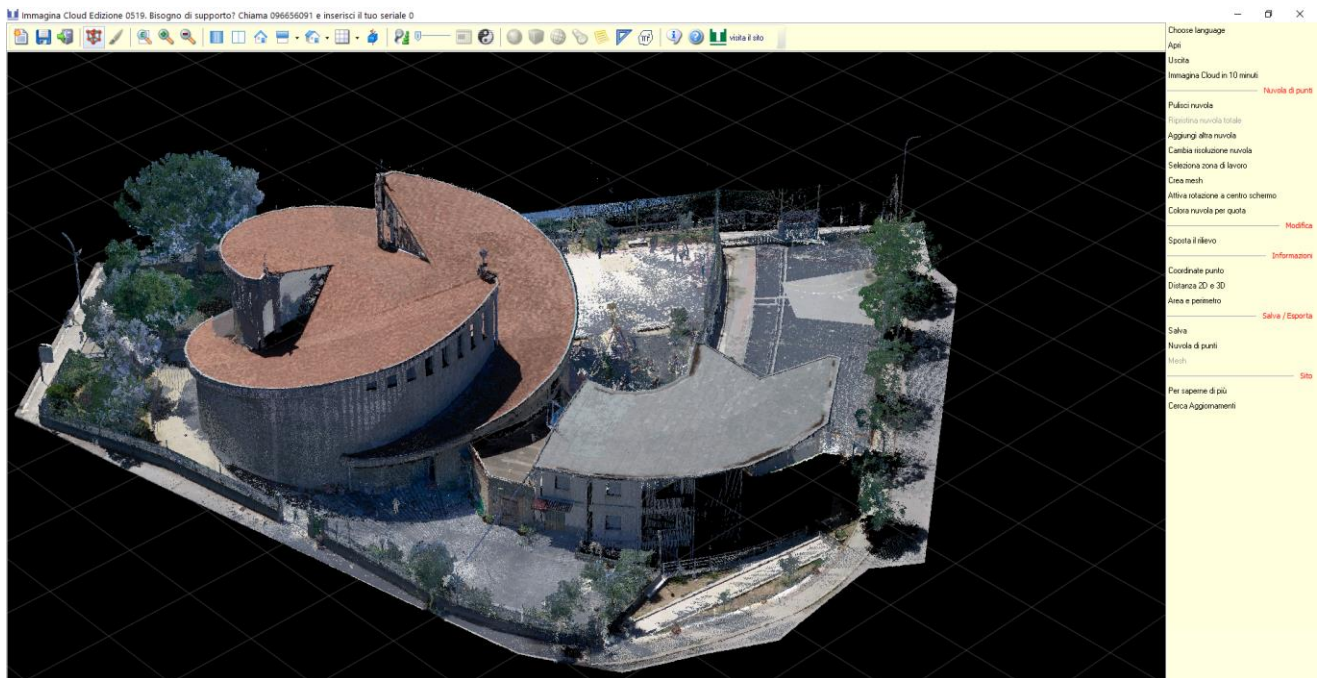 Immagina Cloud Edizione 0519. Bisogno di supporto? Chiama 096656091 e inserisci il tuo seriale 0
visita il sito
Choose language
Apri
Uscita
Immagina Cloud in 10 minuti
Nuvola di punti
Pulisci nuvola
Ripristina nuvola totale
Aggiungi altra nuvola
Cambia risoluzione nuvola
Seleziona zona di lavoro
Crea mesh
Attiva rotazione a centro schermo
Colora nuvola per quota
Modifica
Sposta il rilievo
Informazioni
Coordinate punto
Distanza 2D e 3D
Area e perimetro
Salva / Esporta
Salva
Nuvola di punti
Mesh
Sito
Per saperne di più
Cerca Aggiornamenti